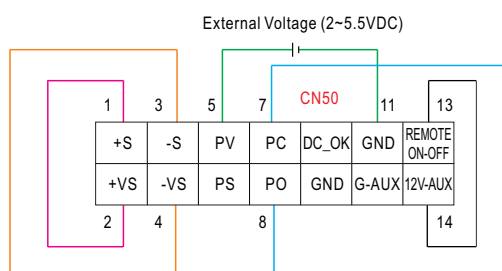 External Voltage (2~5.5VDC)
1 3 5 7 CN50 11 13
+S -S PV PC DC_OK GND REMOTE ON-OFF
+VS -VS PS PO GND G-AUX 12V-AUX
2 4 8 14